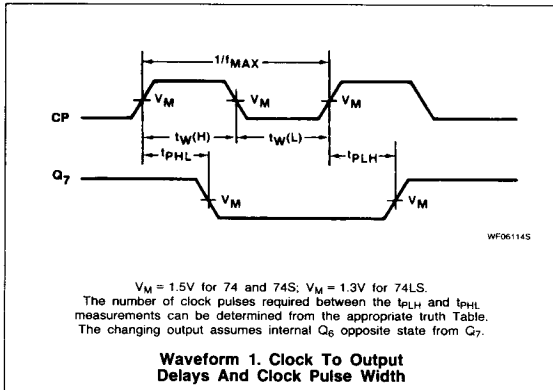 1/fMAX
VM
VM
VM
CP
tW(H)
tW(L)
tPHL
tPLH
Q7
VM
VM
WF06114S
VM = 1.5V for 74 and 74S; VM = 1.3V for 74LS.
The number of clock pulses required between the tPLH and tPHL
measurements can be determined from the appropriate truth Table.
The changing output assumes internal Q6 opposite state from Q7.
Waveform 1. Clock To Output
Delays And Clock Pulse Width